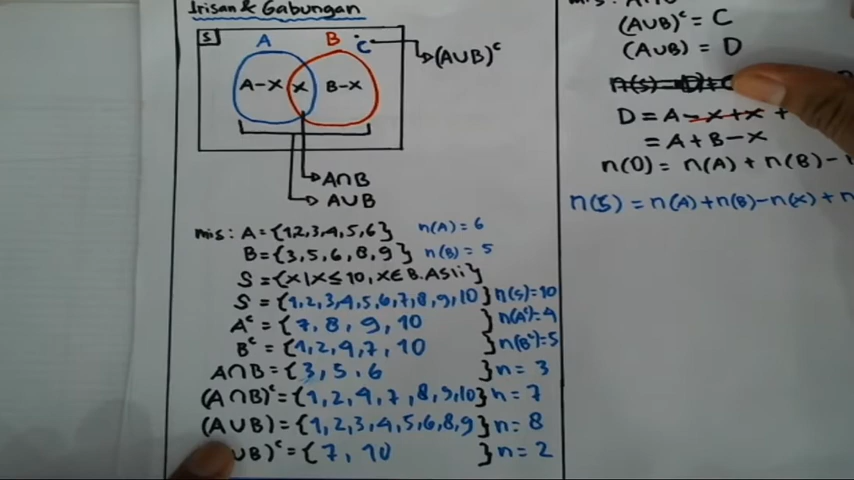 Irisan & Gabungan
S A B C → (A∪B)ᶜ
A-x x B-x
→ A∩B
→ A∪B
mis: A = {1,2,3,4,5,6} n(A) = 6
B = {3,5,6,8,9} n(B) = 5
S = {x|x≤10, x∈B.ASli}
S = {1,2,3,4,5,6,7,8,9,10} n(s)=10
Aᶜ = {7, 8, 9, 10 } n(Aᶜ)=4
Bᶜ = {1,2,4,7, 10 } n(Bᶜ)=5
A∩B = {3, 5, 6 } n = 3
(A∩B)ᶜ = {1, 2, 4, 7, 8, 9, 10} n = 7
(A∪B) = {1,2,3,4,5,6,8,9} n = 8
∪B)ᶜ = {7, 10 } n = 2
(A∪B)ᶜ = C
(A∪B) = D
D = A-x+x +
= A+B-x
n(D) = n(A) + n(B) -
n(S) = n(A)+n(B)-n(x)+n